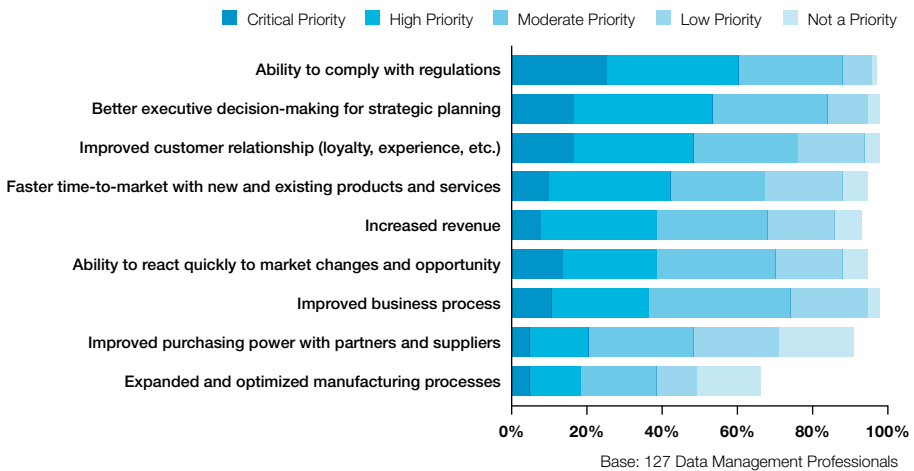 Critical Priority High Priority Moderate Priority Low Priority Not a Priority
Ability to comply with regulations
Better executive decision-making for strategic planning
Improved customer relationship (loyalty, experience, etc.)
Faster time-to-market with new and existing products and services
Increased revenue
Ability to react quickly to market changes and opportunity
Improved business process
Improved purchasing power with partners and suppliers
Expanded and optimized manufacturing processes
0% 20% 40% 60% 80% 100%
Base: 127 Data Management Professionals